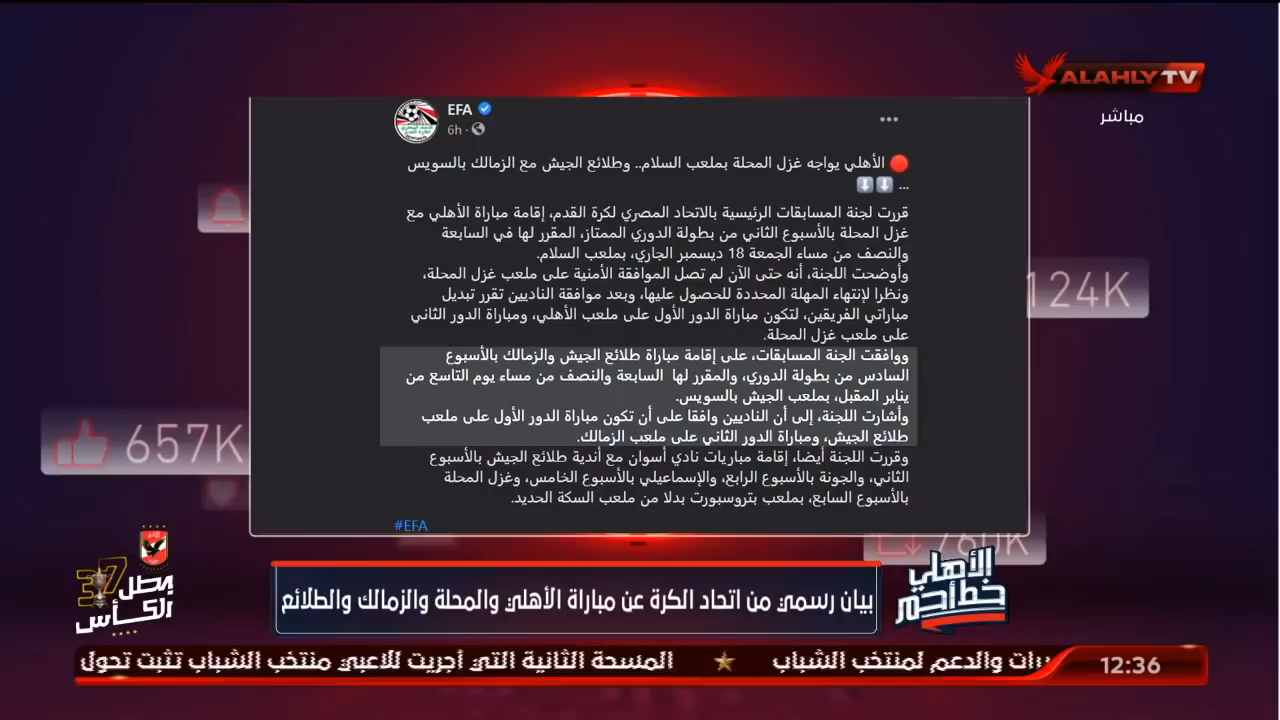 ALAHLY TV
مباشر
EFA
6h
🔴 الأهلي يواجه غزل المحلة بملعب السلام.. وطلائع الجيش مع الزمالك بالسويس
... ⬇️⬇️
قررت لجنة المسابقات الرئيسية بالاتحاد المصري لكرة القدم، إقامة مباراة الأهلي مع
غزل المحلة بالأسبوع الثاني من بطولة الدوري الممتاز، المقرر لها في السابعة
والنصف من مساء الجمعة 18 ديسمبر الجاري، بملعب السلام.
وأوضحت اللجنة، أنه حتى الآن لم تصل الموافقة الأمنية على ملعب غزل المحلة،
ونظرا لإنتهاء المهلة المحددة للحصول عليها، وبعد موافقة الناديين تقرر تبديل
مباراتي الفريقين، لتكون مباراة الدور الأول على ملعب الأهلي، ومباراة الدور الثاني
على ملعب غزل المحلة.
ووافقت الجنة المسابقات، على إقامة مباراة طلائع الجيش والزمالك بالأسبوع
السادس من بطولة الدوري، والمقرر لها السابعة والنصف من مساء يوم التاسع من
يناير المقبل، بملعب الجيش بالسويس.
وأشارت اللجنة، إلى أن الناديين وافقا على أن تكون مباراة الدور الأول على ملعب
طلائع الجيش، ومباراة الدور الثاني على ملعب الزمالك.
وقررت اللجنة أيضا، إقامة مباريات نادي أسوان مع أندية طلائع الجيش بالأسبوع
الثاني، والجونة بالأسبوع الرابع، والإسماعيلي بالأسبوع الخامس، وغزل المحلة
بالأسبوع السابع، بملعب بتروسبورت بدلا من ملعب السكة الحديد.
#EFA
124K
657K
760K
بطل 37
الكأس
الأهلي
خط أحمر
بيان رسمي من اتحاد الكرة عن مباراة الأهلي والمحلة والزمالك والطلائع
والدعم لمنتخب الشباب ★ المسحة الثانية التي أجريت للاعبي منتخب الشباب تثبت تحول
12:36